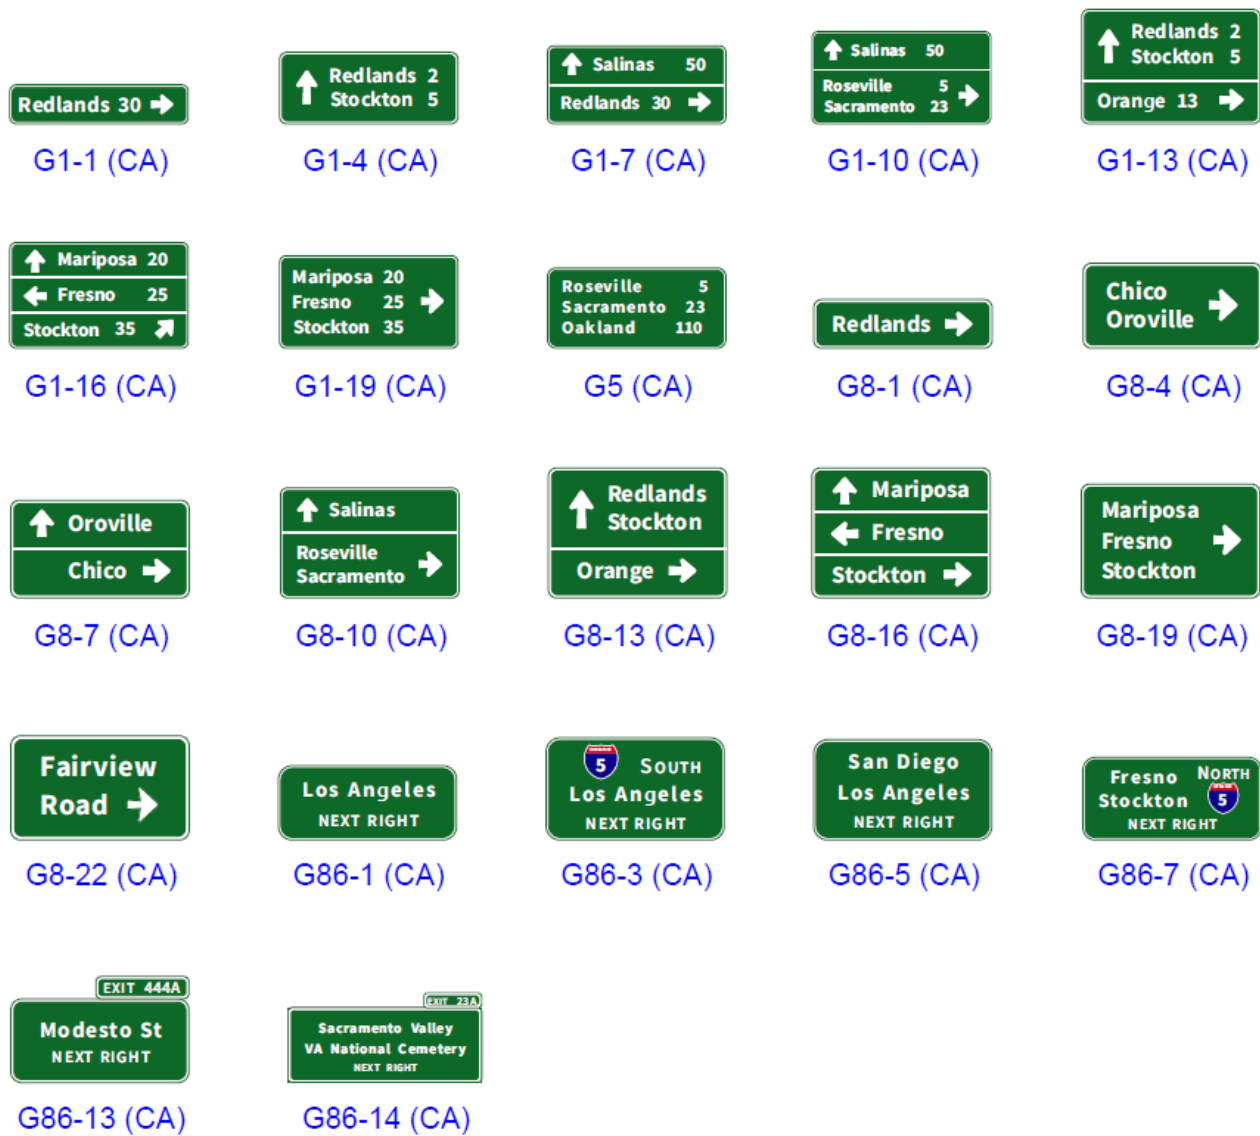 Redlands 30
G1-1 (CA)
Redlands 2
Stockton 5
G1-4 (CA)
Salinas 50
Redlands 30
G1-7 (CA)
Salinas 50
Roseville 5
Sacramento 23
G1-10 (CA)
Redlands 2
Stockton 5
Orange 13
G1-13 (CA)
Mariposa 20
Fresno 25
Stockton 35
G1-16 (CA)
Mariposa 20
Fresno 25
Stockton 35
G1-19 (CA)
Roseville 5
Sacramento 23
Oakland 110
G5 (CA)
Redlands
G8-1 (CA)
Chico
Oroville
G8-4 (CA)
Oroville
Chico
G8-7 (CA)
Salinas
Roseville
Sacramento
G8-10 (CA)
Redlands
Stockton
Orange
G8-13 (CA)
Mariposa
Fresno
Stockton
G8-16 (CA)
Mariposa
Fresno
Stockton
G8-19 (CA)
Fairview
Road
G8-22 (CA)
Los Angeles
NEXT RIGHT
G86-1 (CA)
5 SOUTH
Los Angeles
NEXT RIGHT
G86-3 (CA)
San Diego
Los Angeles
NEXT RIGHT
G86-5 (CA)
Fresno NORTH
Stockton 5
NEXT RIGHT
G86-7 (CA)
EXIT 444A
Modesto St
NEXT RIGHT
G86-13 (CA)
EXIT 23A
Sacramento Valley
VA National Cemetery
NEXT RIGHT
G86-14 (CA)